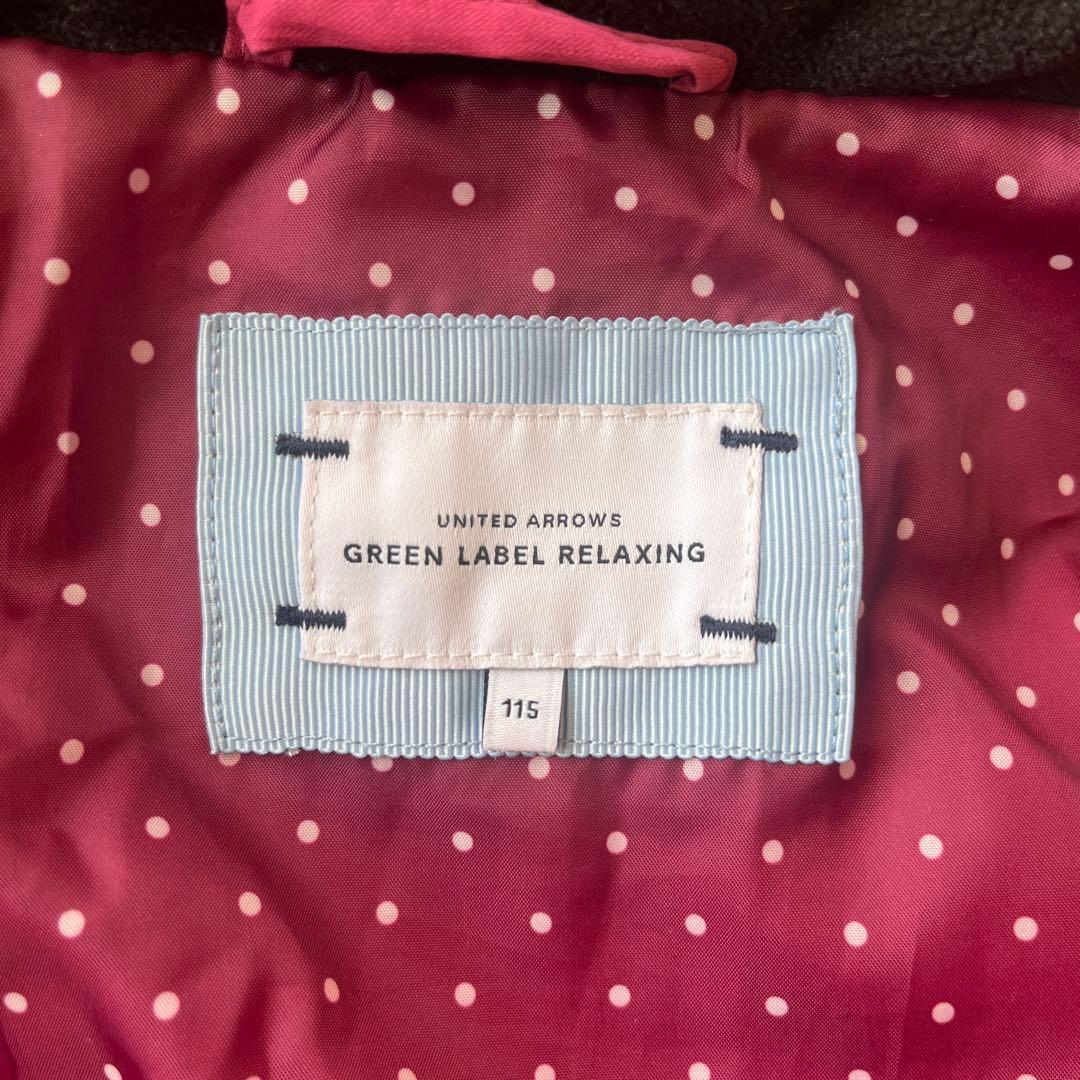 UNITED ARROWS
GREEN LABEL RELAXING
115